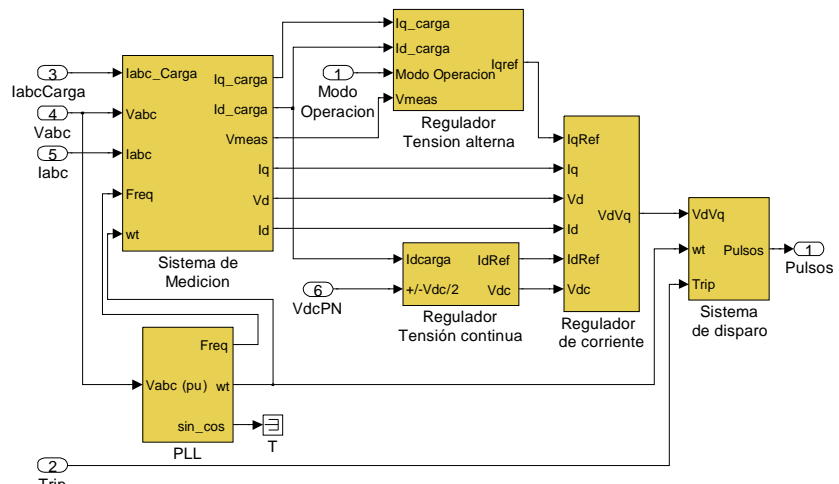 3
IabcCarga
4
Vabc
5
Iabc
Iabc_Carga
Vabc
Iabc
Freq
wt
Iq_carga
Id_carga
Vmeas
Iq
Vd
Id
Sistema de
Medicion
1
Modo
Operacion
Iq_carga
Id_carga
Modo Operacion
Vmeas
Iqref
Regulador
Tension alterna
6
VdcPN
Idcarga
+/-Vdc/2
IdRef
Vdc
Regulador
Tensión continua
IqRef
Iq
Vd
Id
IdRef
Vdc
VdVq
Regulador
de corriente
VdVq
wt
Trip
Pulsos
Sistema
de disparo
1
Pulsos
Vabc (pu)
Freq
wt
sin_cos
PLL
T
2
Trip